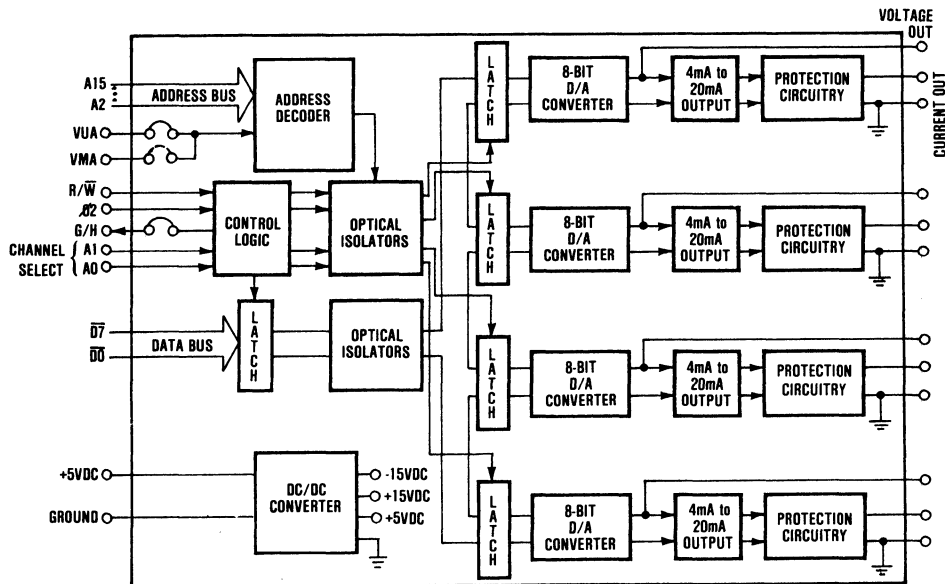 VOLTAGE
OUT
CURRENT OUT
A15
A2
ADDRESS BUS
ADDRESS
DECODER
VUA
VMA
R/W̅
ø2
G/H
CHANNEL
SELECT
A1
A0
CONTROL
LOGIC
OPTICAL
ISOLATORS
D̅7̅
D̅0̅
DATA BUS
LATCH
OPTICAL
ISOLATORS
+5VDC
GROUND
DC/DC
CONVERTER
-15VDC
+15VDC
+5VDC
LATCH
8-BIT
D/A
CONVERTER
4mA to
20mA
OUTPUT
PROTECTION
CIRCUITRY
LATCH
8-BIT
D/A
CONVERTER
4mA to
20mA
OUTPUT
PROTECTION
CIRCUITRY
LATCH
8-BIT
D/A
CONVERTER
4mA to
20mA
OUTPUT
PROTECTION
CIRCUITRY
LATCH
8-BIT
D/A
CONVERTER
4mA to
20mA
OUTPUT
PROTECTION
CIRCUITRY